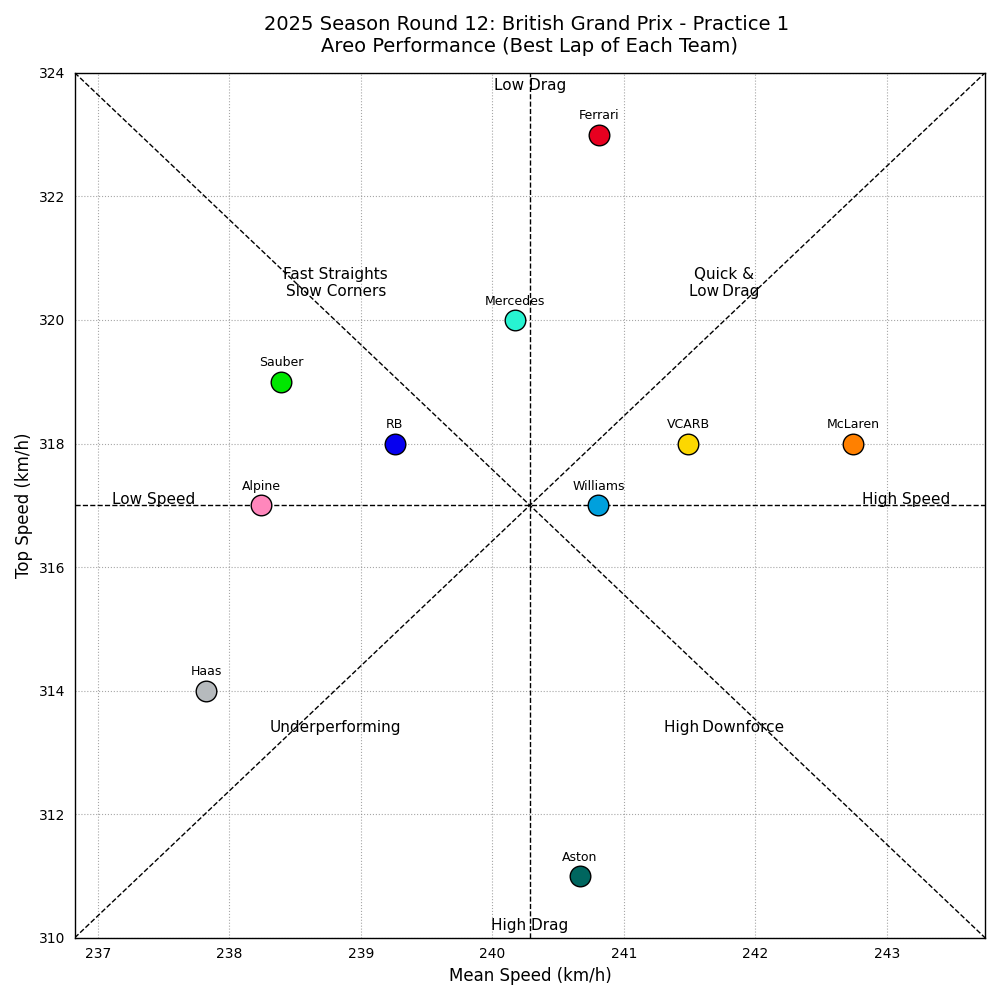 2025 Season Round 12: British Grand Prix - Practice 1
Areo Performance (Best Lap of Each Team)
324
Low Drag
Ferrari
322
Fast Straights
Slow Corners
Quick &
Low Drag
Mercedes
320
Sauber
RB
VCARB
McLaren
318
Alpine
Williams
Low Speed
High Speed
Top Speed (km/h)
316
Haas
314
Underperforming
High Downforce
312
Aston
High Drag
310
237 238 239 240 241 242 243
Mean Speed (km/h)